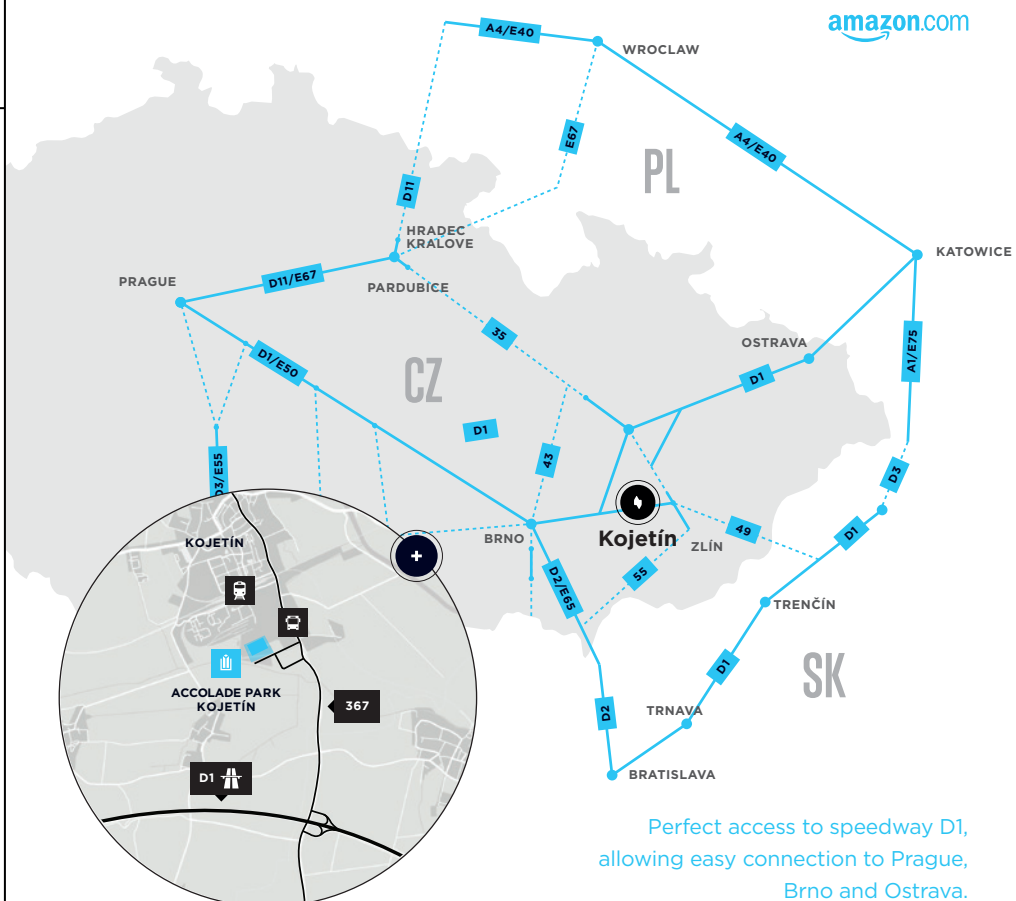 amazon.com
A4/E40
WROCLAW
E67
A4/E40
PL
D11
HRADEC
KRALOVE
KATOWICE
D11/E67
PRAGUE
PARDUBICE
35
OSTRAVA
A1/E75
D1/E50
CZ
D1
D1
43
D3/E55
D3
49
D1
BRNO
Kojetín
ZLÍN
KOJETÍN
+
55
D2/E65
TRENČÍN
D1
SK
ACCOLADE PARK
KOJETÍN
367
D2
TRNAVA
D1
BRATISLAVA
Perfect access to speedway D1,
allowing easy connection to Prague,
Brno and Ostrava.